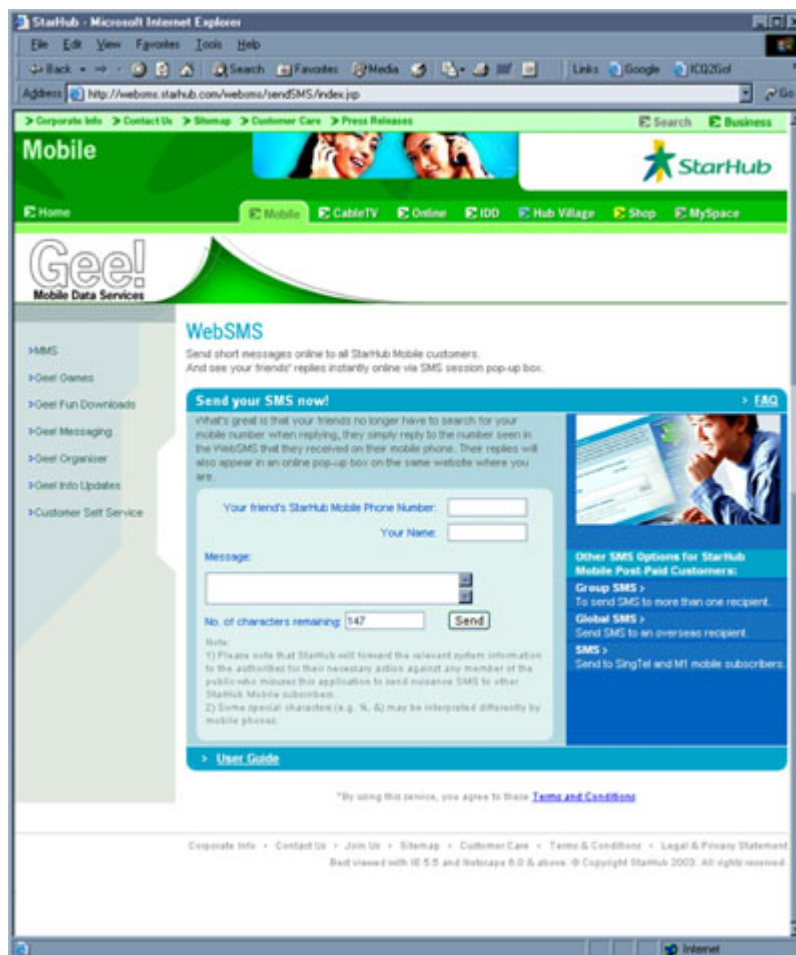 StarHub - Microsoft Internet Explorer
File Edit View Favorites Tools Help
Back Search Favorites Media Links Google ICQ2Go!
Address http://websms.starhub.com/websms/sendSMS/index.jsp Go
> Corporate Info > Contact Us > Sitemap > Customer Care > Press Releases Search Business
Mobile
StarHub
Home Mobile CableTV Online IDD Hub Village Shop MySpace
Gee!
Mobile Data Services
>MMS
>Gee! Games
>Gee! Fun Downloads
>Gee! Messaging
>Gee! Organiser
>Gee! Info Updates
>Customer Self Service
WebSMS
Send short messages online to all StarHub Mobile customers.
And see your friends' replies instantly online via SMS session pop-up box.
Send your SMS now! > FAQ
What's great is that your friends no longer have to search for your
mobile number when replying, they simply reply to the number seen in
the WebSMS that they received on their mobile phone. Their replies will
also appear in an online pop-up box on the same website where you
are.
Your friend's StarHub Mobile Phone Number:
Your Name:
Message:
No. of characters remaining: 147 Send
Note:
1) Please note that StarHub will forward the relevant system information
to the authorities for their necessary action against any member of the
public who misuses this application to send nuisance SMS to other
StarHub Mobile subscribers.
2) Some special characters (e.g. %, &) may be interpreted differently by
mobile phones.
Other SMS Options for StarHub
Mobile Post-Paid Customers:
Group SMS >
To send SMS to more than one recipient.
Global SMS >
Send SMS to an overseas recipient.
SMS >
Send to SingTel and M1 mobile subscribers.
> User Guide
*By using this service, you agree to these Terms and Conditions
Corporate Info • Contact Us • Join Us • Sitemap • Customer Care • Terms & Conditions • Legal & Privacy Statement
Best viewed with IE 5.5 and Netscape 6.0 & above. © Copyright StarHub 2003. All rights reserved.
Internet